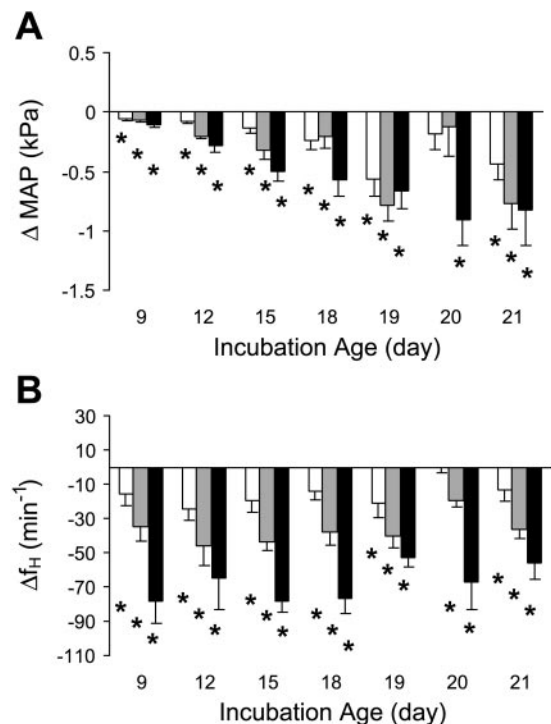 A
0.5
0
-0.5
-1
-1.5
Δ MAP (kPa)
* * * * * * * * * * * * * * * * * * *
9 12 15 18 19 20 21
Incubation Age (day)
B
30
10
-10
-30
-50
-70
-90
-110
Δf_H (min⁻¹)
* * * * * * * * * * * * * * * * * * * *
9 12 15 18 19 20 21
Incubation Age (day)